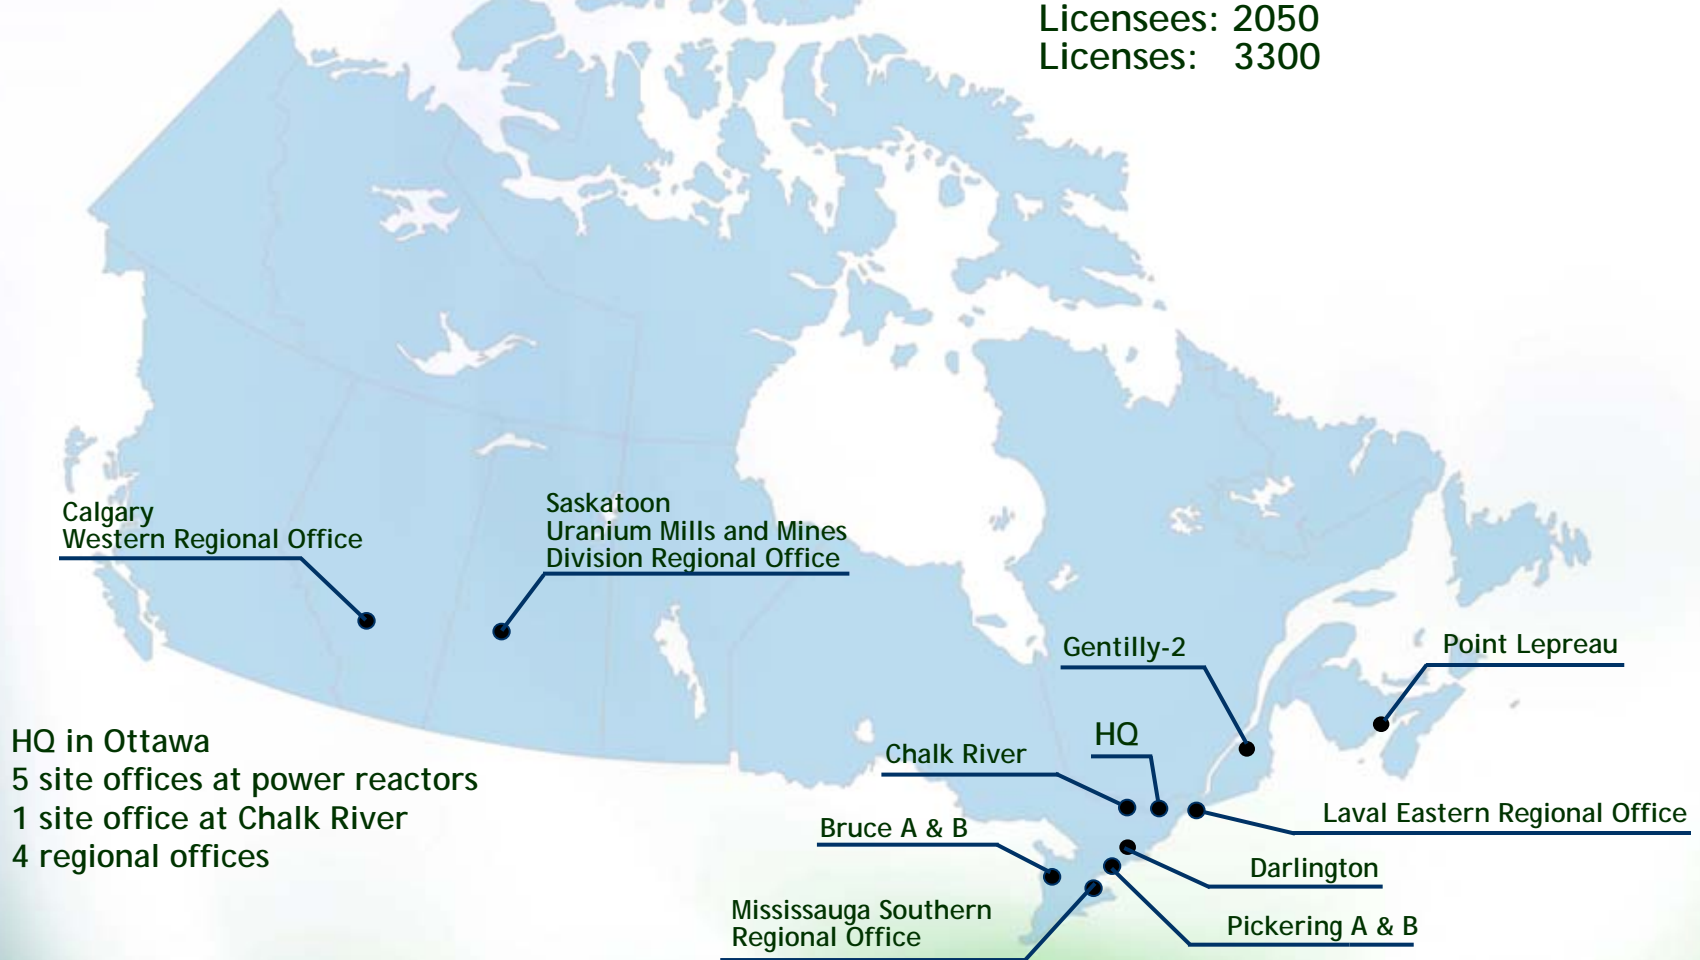 Licensees: 2050
Licenses: 3300
Calgary
Western Regional Office
Saskatoon
Uranium Mills and Mines
Division Regional Office
Gentilly-2
Point Lepreau
HQ
Chalk River
HQ in Ottawa
5 site offices at power reactors
1 site office at Chalk River
4 regional offices
Laval Eastern Regional Office
Bruce A & B
Darlington
Mississauga Southern
Regional Office
Pickering A & B